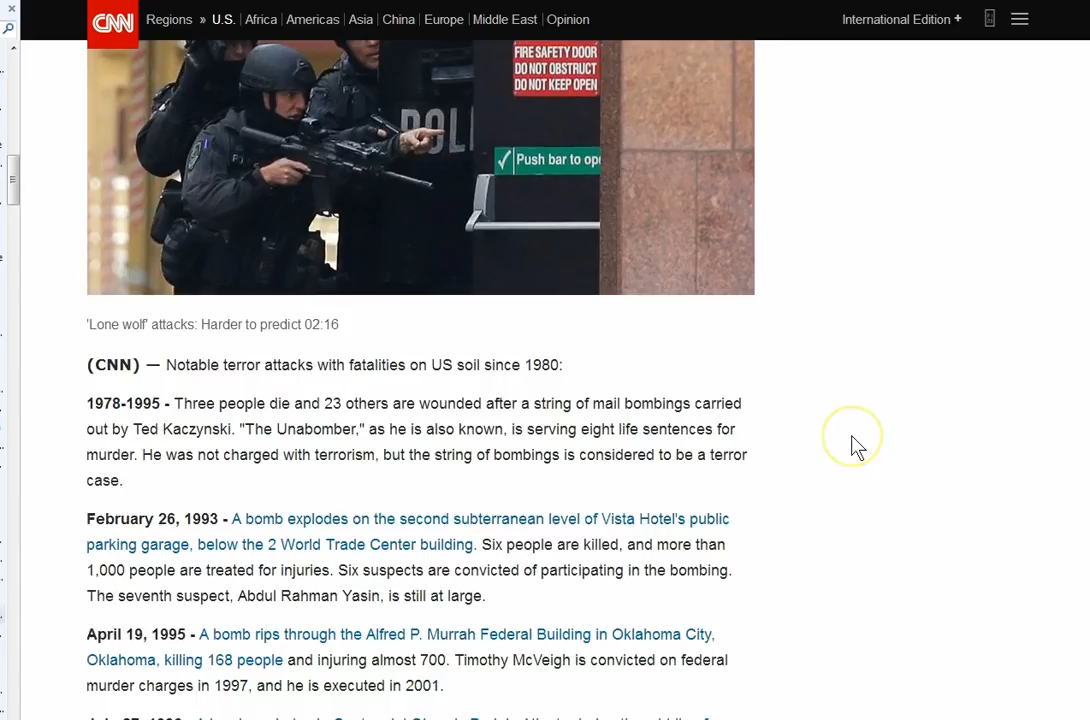 CNN Regions » U.S. | Africa | Americas | Asia | China | Europe | Middle East | Opinion International Edition +
FIRE SAFETY DOOR
DO NOT OBSTRUCT
DO NOT KEEP OPEN
POLI
✓ Push bar to ope
'Lone wolf' attacks: Harder to predict 02:16
(CNN) — Notable terror attacks with fatalities on US soil since 1980:
1978-1995 - Three people die and 23 others are wounded after a string of mail bombings carried
out by Ted Kaczynski. "The Unabomber," as he is also known, is serving eight life sentences for
murder. He was not charged with terrorism, but the string of bombings is considered to be a terror
case.
February 26, 1993 - A bomb explodes on the second subterranean level of Vista Hotel's public
parking garage, below the 2 World Trade Center building. Six people are killed, and more than
1,000 people are treated for injuries. Six suspects are convicted of participating in the bombing.
The seventh suspect, Abdul Rahman Yasin, is still at large.
April 19, 1995 - A bomb rips through the Alfred P. Murrah Federal Building in Oklahoma City,
Oklahoma, killing 168 people and injuring almost 700. Timothy McVeigh is convicted on federal
murder charges in 1997, and he is executed in 2001.